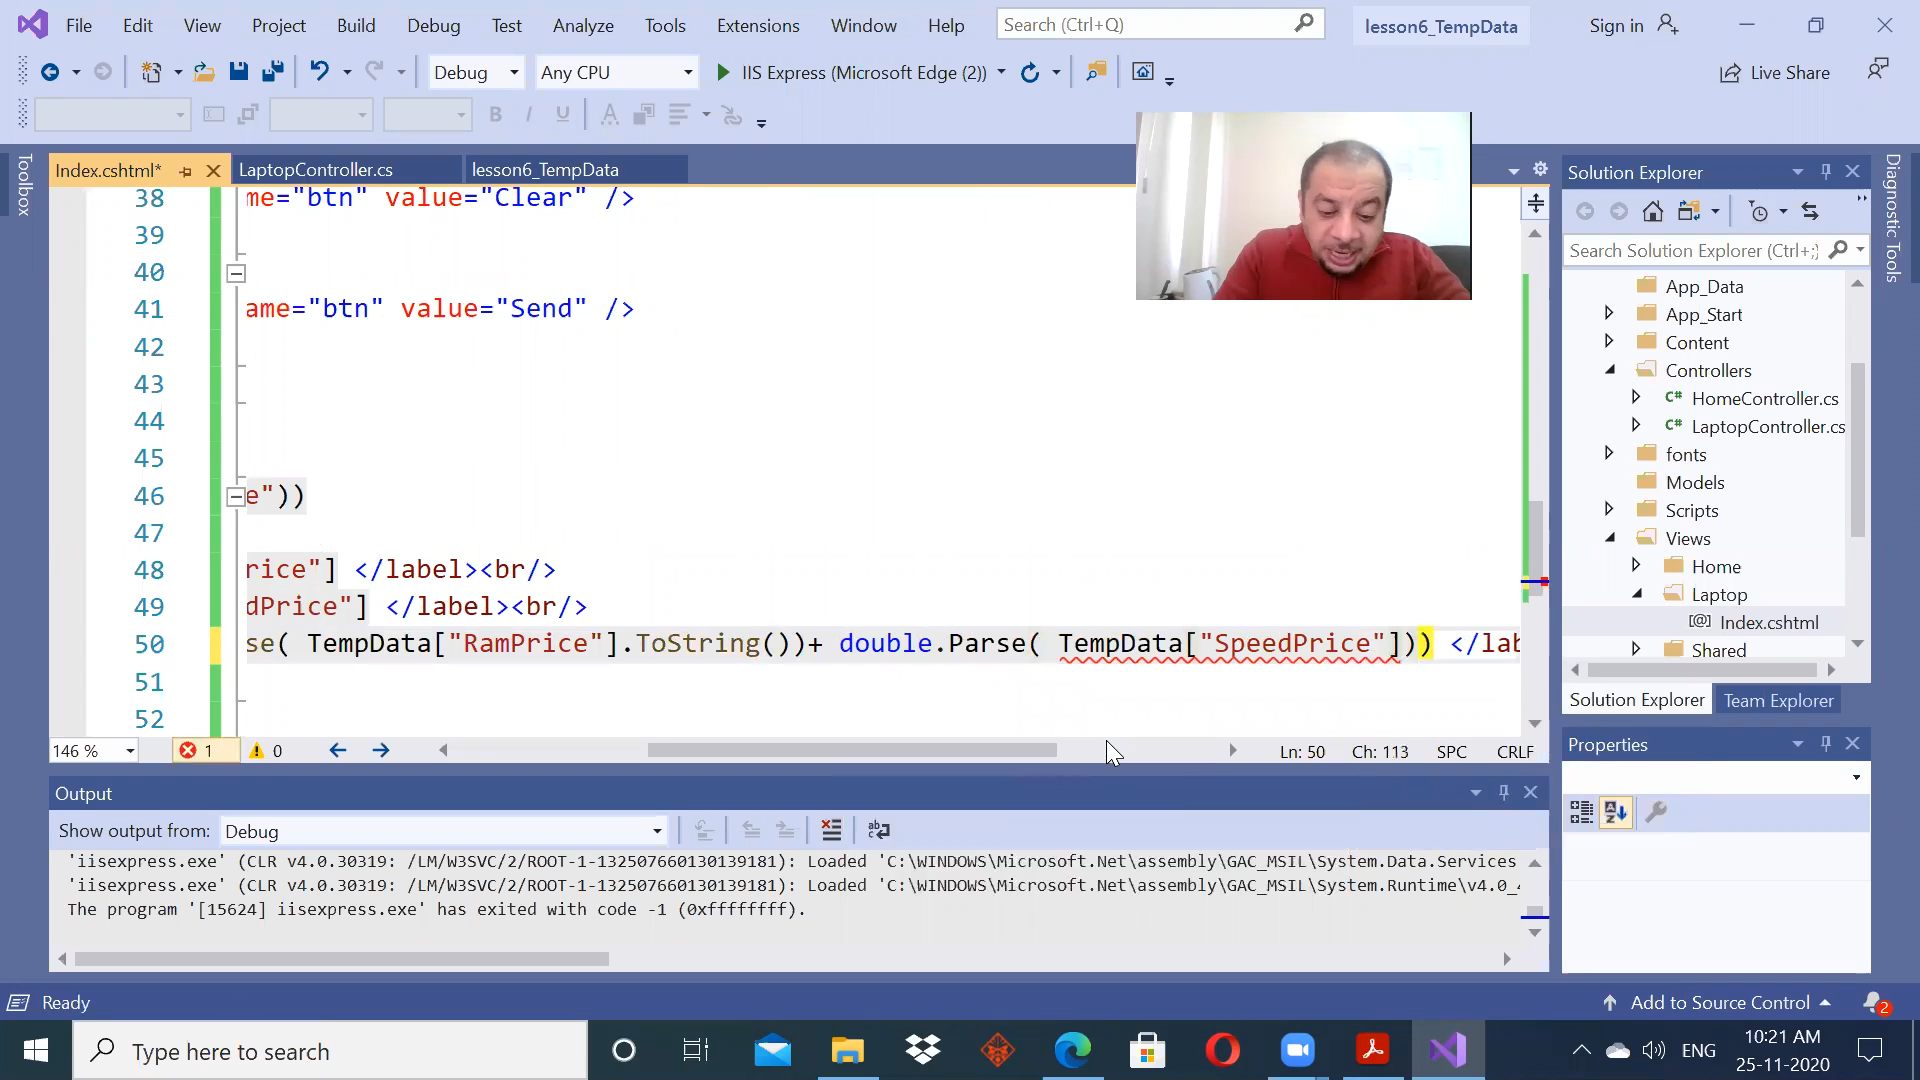 File Edit View Project Build Debug Test Analyze Tools Extensions Window Help Search (Ctrl+Q) lesson6_TempData Sign in
Debug Any CPU IIS Express (Microsoft Edge (2)) Live Share
B I U A
Toolbox
Index.cshtml* LaptopController.cs lesson6_TempData
38 me="btn" value="Clear" />
39
40
41 ame="btn" value="Send" />
42
43
44
45
46 e"))
47
48 rice"] </label><br/>
49 dPrice"] </label><br/>
50 se( TempData["RamPrice"].ToString())+ double.Parse( TempData["SpeedPrice"])) </lab
51
52
146 % 1 0 Ln: 50 Ch: 113 SPC CRLF
Output
Show output from: Debug
'iisexpress.exe' (CLR v4.0.30319: /LM/W3SVC/2/ROOT-1-132507660130139181): Loaded 'C:\WINDOWS\Microsoft.Net\assembly\GAC_MSIL\System.Data.Services
'iisexpress.exe' (CLR v4.0.30319: /LM/W3SVC/2/ROOT-1-132507660130139181): Loaded 'C:\WINDOWS\Microsoft.Net\assembly\GAC_MSIL\System.Runtime\v4.0_4
The program '[15624] iisexpress.exe' has exited with code -1 (0xffffffff).
Solution Explorer
Search Solution Explorer (Ctrl+;)
App_Data
App_Start
Content
Controllers
C# HomeController.cs
C# LaptopController.cs
fonts
Models
Scripts
Views
Home
Laptop
[@] Index.cshtml
Shared
Solution Explorer Team Explorer
Properties
Diagnostic Tools
Ready Add to Source Control 2
Type here to search ENG 10:21 AM
25-11-2020